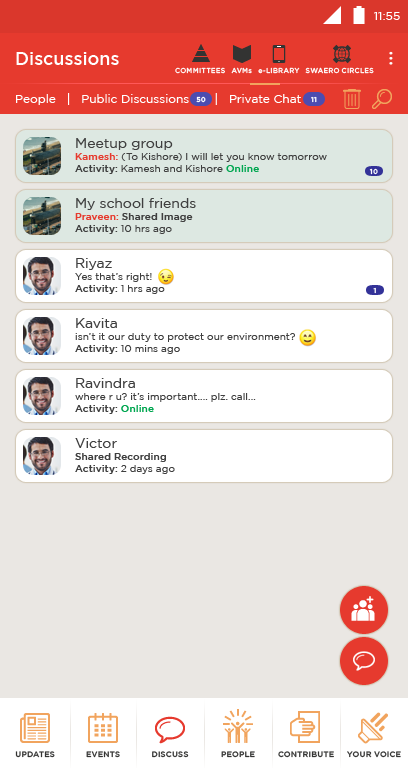 11:55
Discussions
COMMITTEES AVMs e-LIBRARY SWAERO CIRCLES
People | Public Discussions 50 | Private Chat 11
Meetup group
Kamesh: (To Kishore) I will let you know tomorrow
Activity: Kamesh and Kishore Online 10
My school friends
Praveen: Shared Image
Activity: 10 hrs ago
Riyaz
Yes that's right! 😉
Activity: 1 hrs ago 1
Kavita
isn't it our duty to protect our environment? 😊
Activity: 10 mins ago
Ravindra
where r u? it's important.... plz. call...
Activity: Online
Victor
Shared Recording
Activity: 2 days ago
UPDATES EVENTS DISCUSS PEOPLE CONTRIBUTE YOUR VOICE